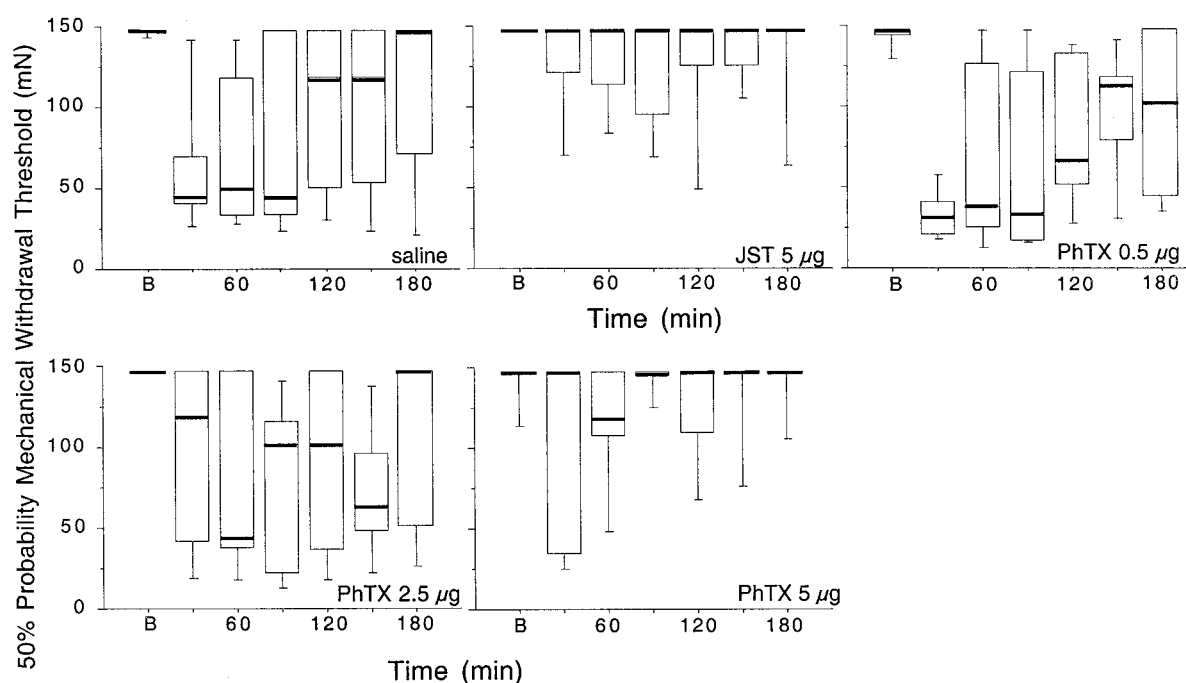 50% Probability Mechanical Withdrawal Threshold (mN)
150
100
50
0
saline
JST 5 µg
PhTX 0.5 µg
B 60 120 180
B 60 120 180
B 60 120 180
Time (min)
150
100
50
0
PhTX 2.5 µg
PhTX 5 µg
B 60 120 180
B 60 120 180
Time (min)